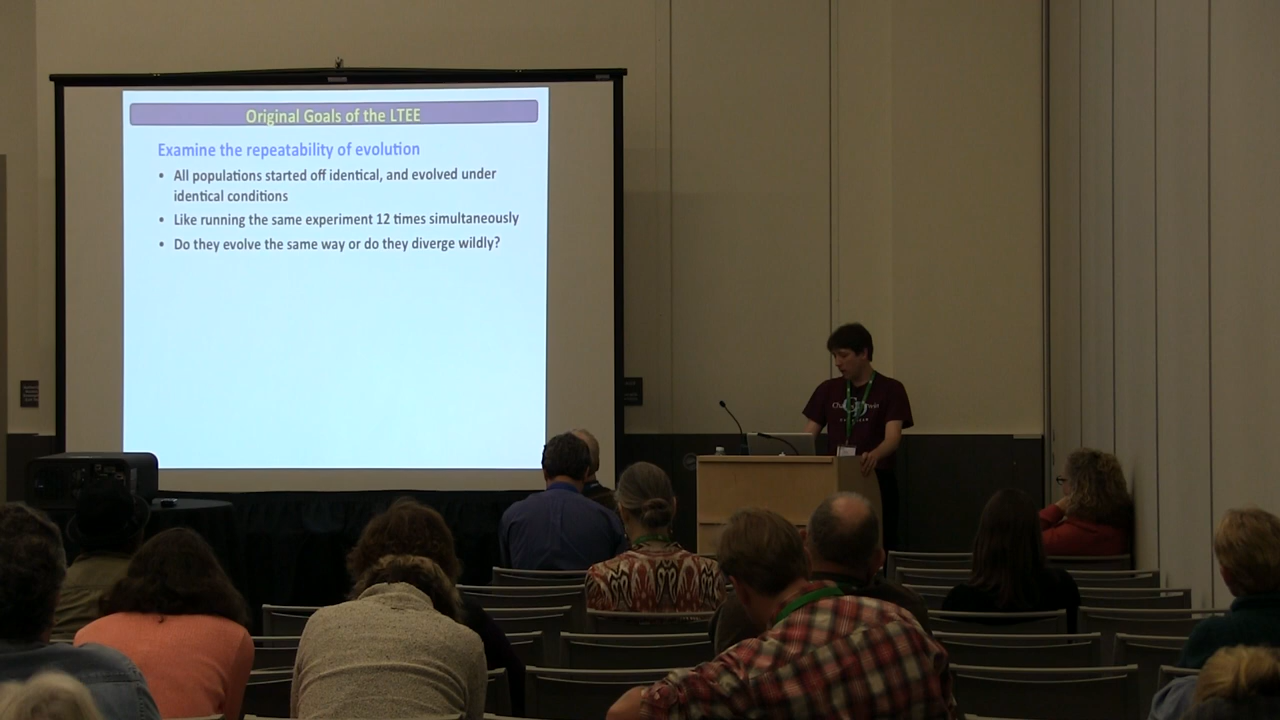 Original Goals of the LTEE
Examine the repeatability of evolution
• All populations started off identical, and evolved under
identical conditions
• Like running the same experiment 12 times simultaneously
• Do they evolve the same way or do they diverge wildly?